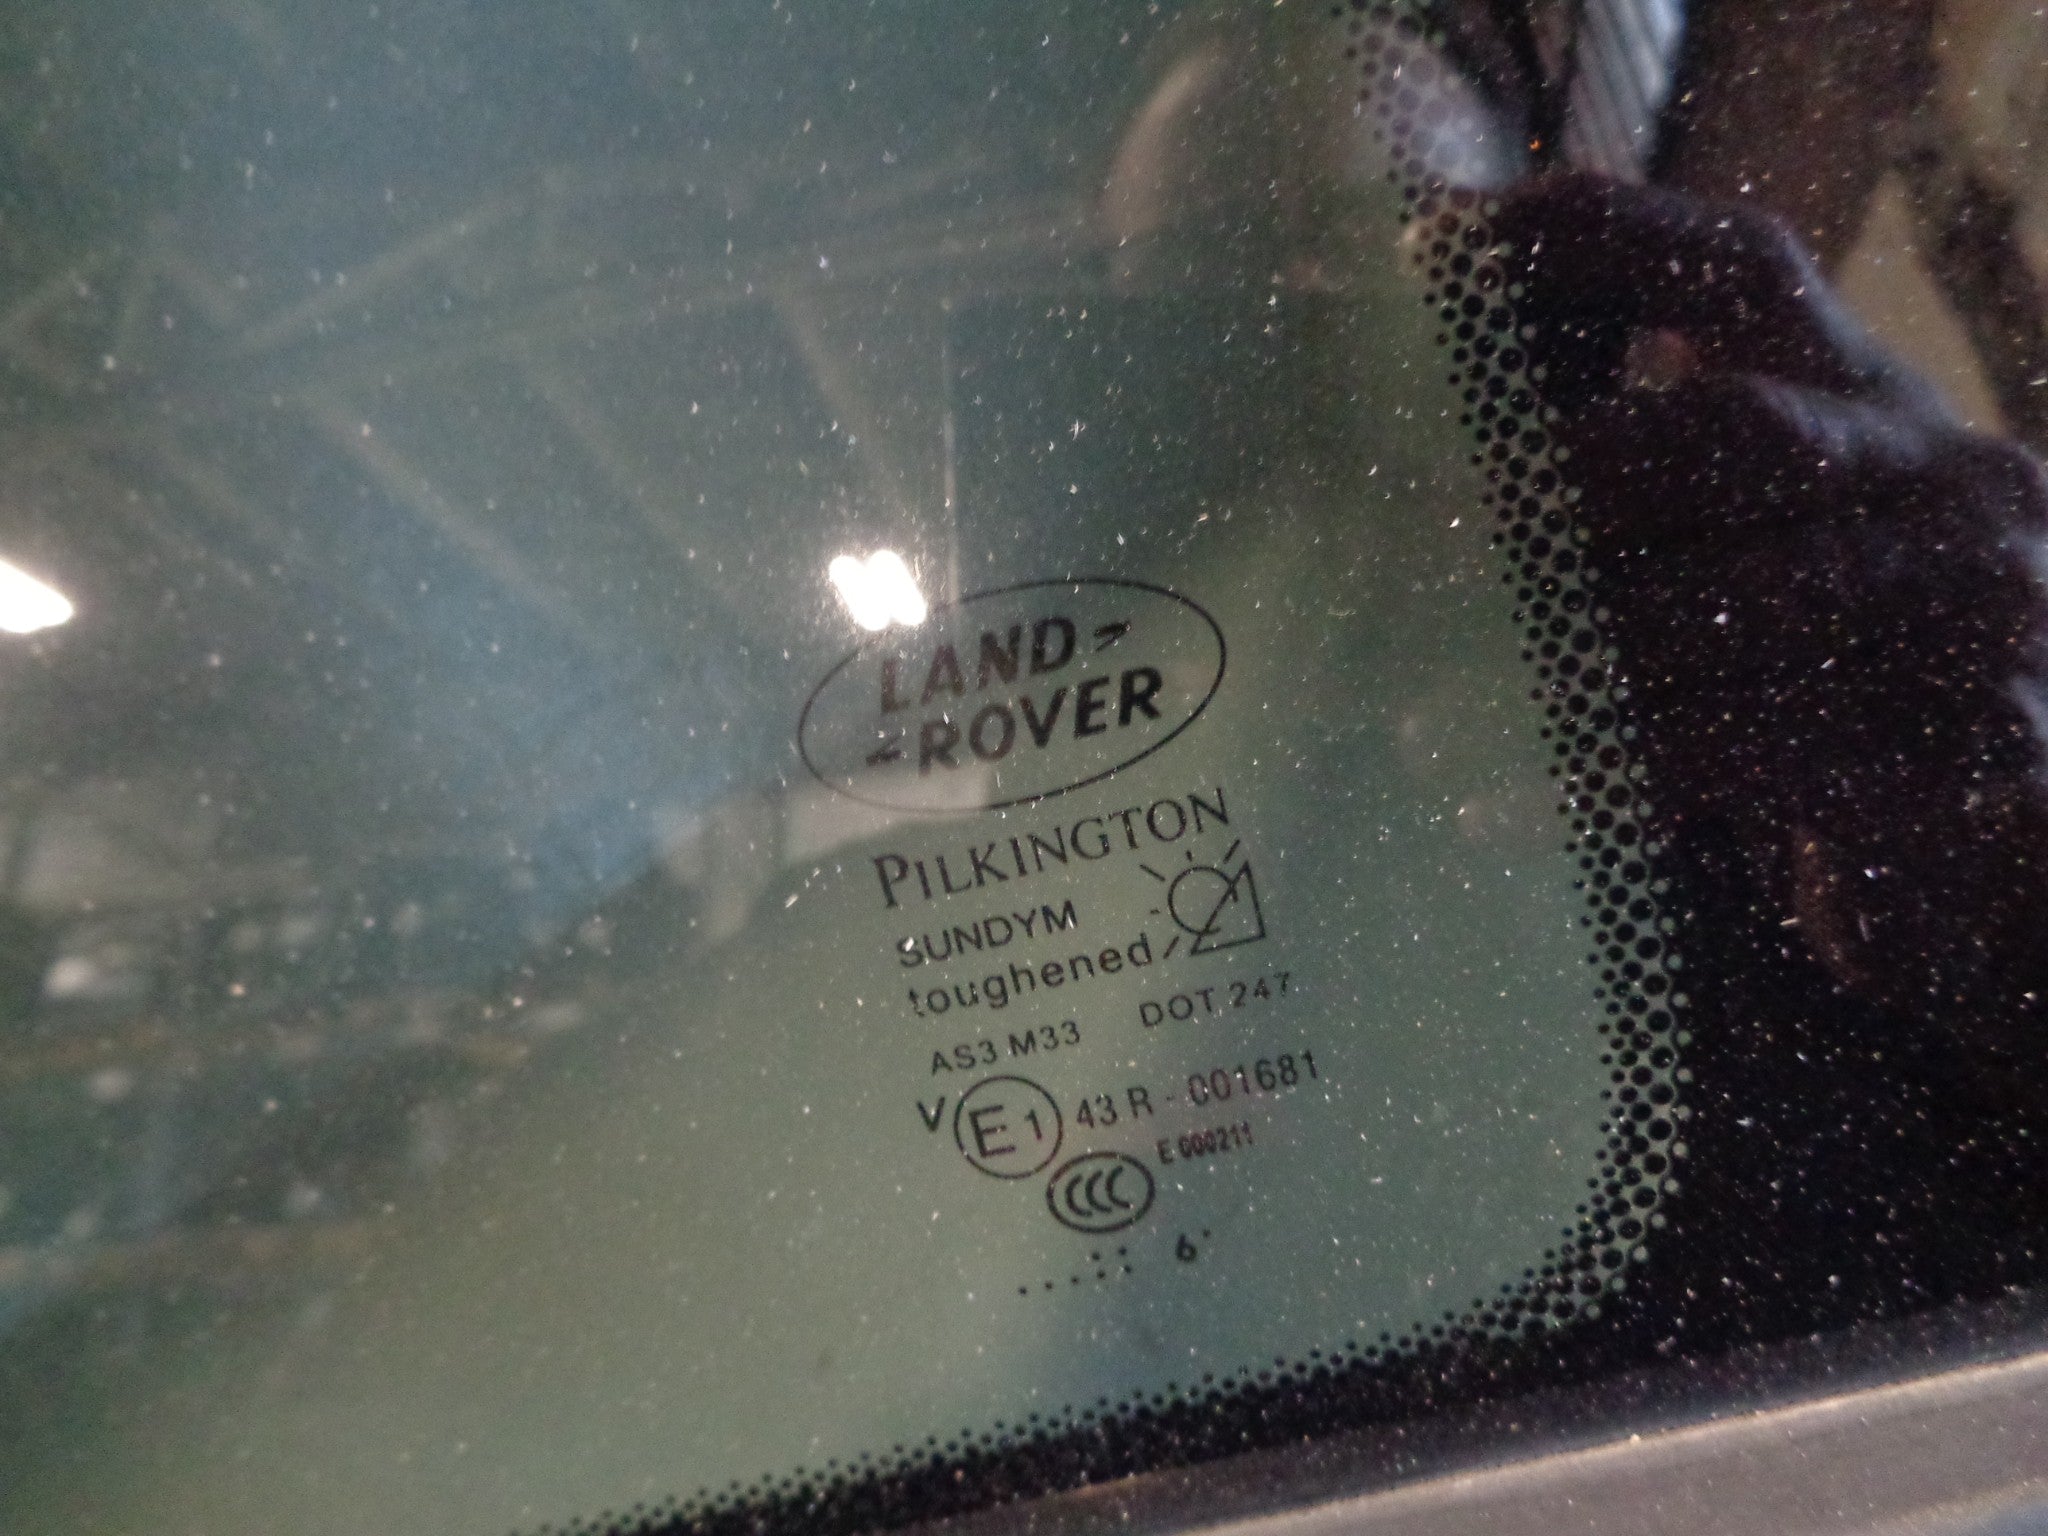 LAND
ROVER
PILKINGTON
SUNDYM
toughened
AS3 M33 DOT 247
V E1 43 R - 001681
E 000211
CCC
.....:: 6.